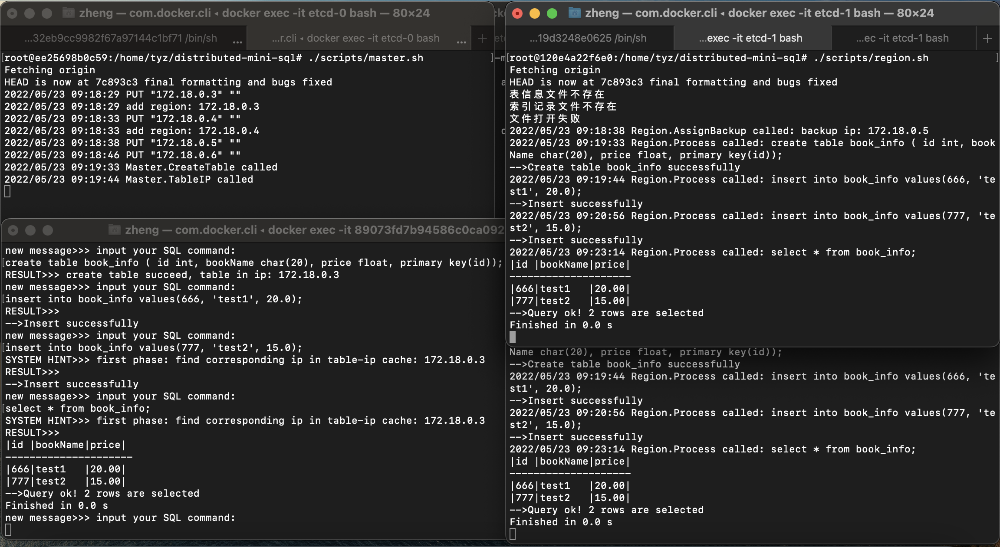 zheng — com.docker.cli ◂ docker exec -it etcd-0 bash — 80×24
...32eb9cc9982f67a97144c1bf71 /bin/sh ...
...r.cli ◂ docker exec -it etcd-0 bash ...
+
[root@ee25698b0c59:/home/tyz/distributed-mini-sql# ./scripts/master.sh ]
Fetching origin
HEAD is now at 7c893c3 final formatting and bugs fixed
2022/05/23 09:18:29 PUT "172.18.0.3" ""
2022/05/23 09:18:29 add region: 172.18.0.3
2022/05/23 09:18:33 PUT "172.18.0.4" ""
2022/05/23 09:18:33 add region: 172.18.0.4
2022/05/23 09:18:38 PUT "172.18.0.5" ""
2022/05/23 09:18:46 PUT "172.18.0.6" ""
2022/05/23 09:19:33 Master.CreateTable called
2022/05/23 09:19:44 Master.TableIP called
zheng — com.docker.cli ◂ docker exec -it 89073fd7b94586c0ca092
new message>>> input your SQL command:
[create table book_info ( id int, bookName char(20), price float, primary key(id));
RESULT>>> create table succeed, table in ip: 172.18.0.3
new message>>> input your SQL command:
[insert into book_info values(666, 'test1', 20.0);
RESULT>>>
-->Insert successfully
new message>>> input your SQL command:
[insert into book_info values(777, 'test2', 15.0);
SYSTEM HINT>>> first phase: find corresponding ip in table-ip cache: 172.18.0.3
RESULT>>>
-->Insert successfully
new message>>> input your SQL command:
[select * from book_info;
SYSTEM HINT>>> first phase: find corresponding ip in table-ip cache: 172.18.0.3
RESULT>>>
|id |bookName|price|
---------------------
|666|test1   |20.00|
|777|test2   |15.00|
-->Query ok! 2 rows are selected
Finished in 0.0 s
new message>>> input your SQL command:
zheng — com.docker.cli ◂ docker exec -it etcd-1 bash — 80×24
...19d3248e0625 /bin/sh
...exec -it etcd-1 bash
...ec -it etcd-1 bash
+
[root@120e4a22f6e0:/home/tyz/distributed-mini-sql# ./scripts/region.sh ]
Fetching origin
HEAD is now at 7c893c3 final formatting and bugs fixed
表信息文件不存在
索引记录文件不存在
文件打开失败
2022/05/23 09:18:38 Region.AssignBackup called: backup ip: 172.18.0.5
2022/05/23 09:19:33 Region.Process called: create table book_info ( id int, book
Name char(20), price float, primary key(id));
-->Create table book_info successfully
2022/05/23 09:19:44 Region.Process called: insert into book_info values(666, 'te
st1', 20.0);
-->Insert successfully
2022/05/23 09:20:56 Region.Process called: insert into book_info values(777, 'te
st2', 15.0);
-->Insert successfully
2022/05/23 09:23:14 Region.Process called: select * from book_info;
|id |bookName|price|
--------------------
|666|test1   |20.00|
|777|test2   |15.00|
-->Query ok! 2 rows are selected
Finished in 0.0 s
Name char(20), price float, primary key(id));
-->Create table book_info successfully
2022/05/23 09:19:44 Region.Process called: insert into book_info values(666, 'te
st1', 20.0);
-->Insert successfully
2022/05/23 09:20:56 Region.Process called: insert into book_info values(777, 'te
st2', 15.0);
-->Insert successfully
2022/05/23 09:23:14 Region.Process called: select * from book_info;
|id |bookName|price|
--------------------
|666|test1   |20.00|
|777|test2   |15.00|
-->Query ok! 2 rows are selected
Finished in 0.0 s